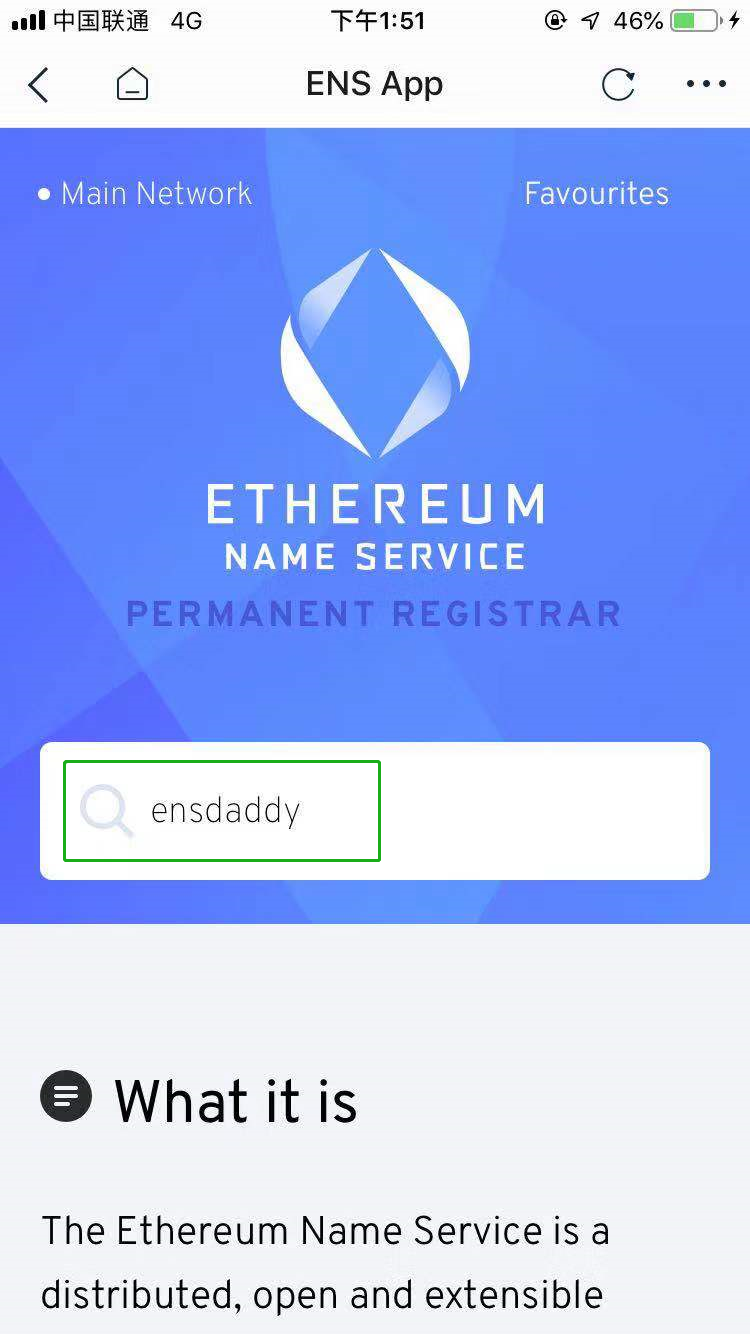 中国联通 4G 下午1:51 46%
ENS App
Main Network Favourites
ETHEREUM
NAME SERVICE
PERMANENT REGISTRAR
ensdaddy
What it is
The Ethereum Name Service is a
distributed, open and extensible